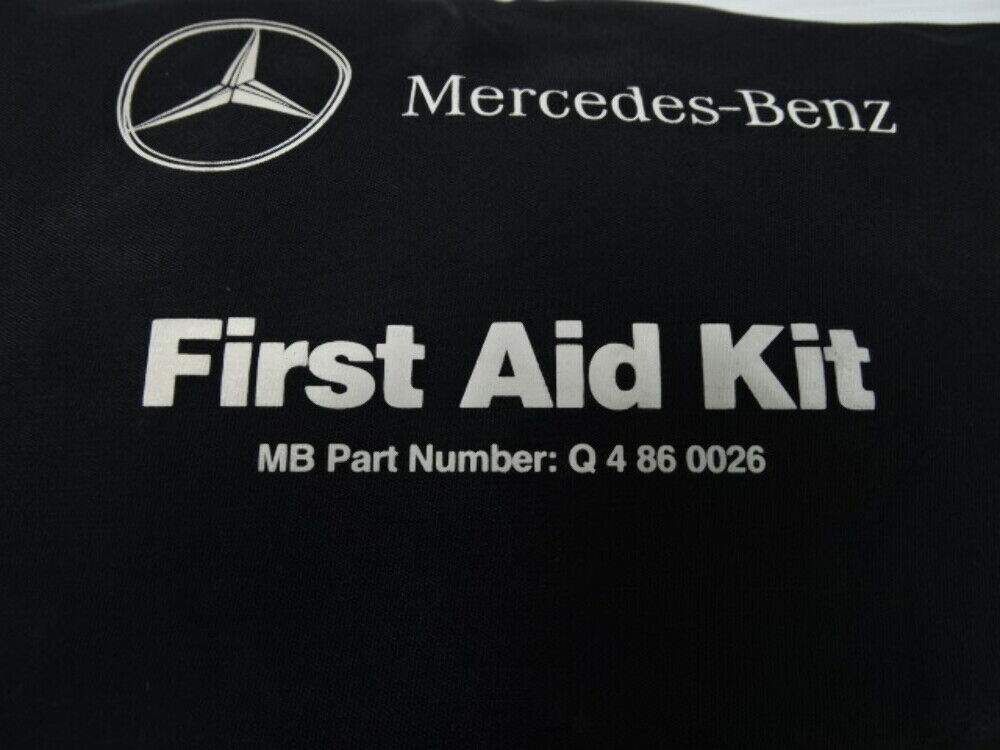 Mercedes-Benz
First Aid Kit
MB Part Number: Q 4 86 0026